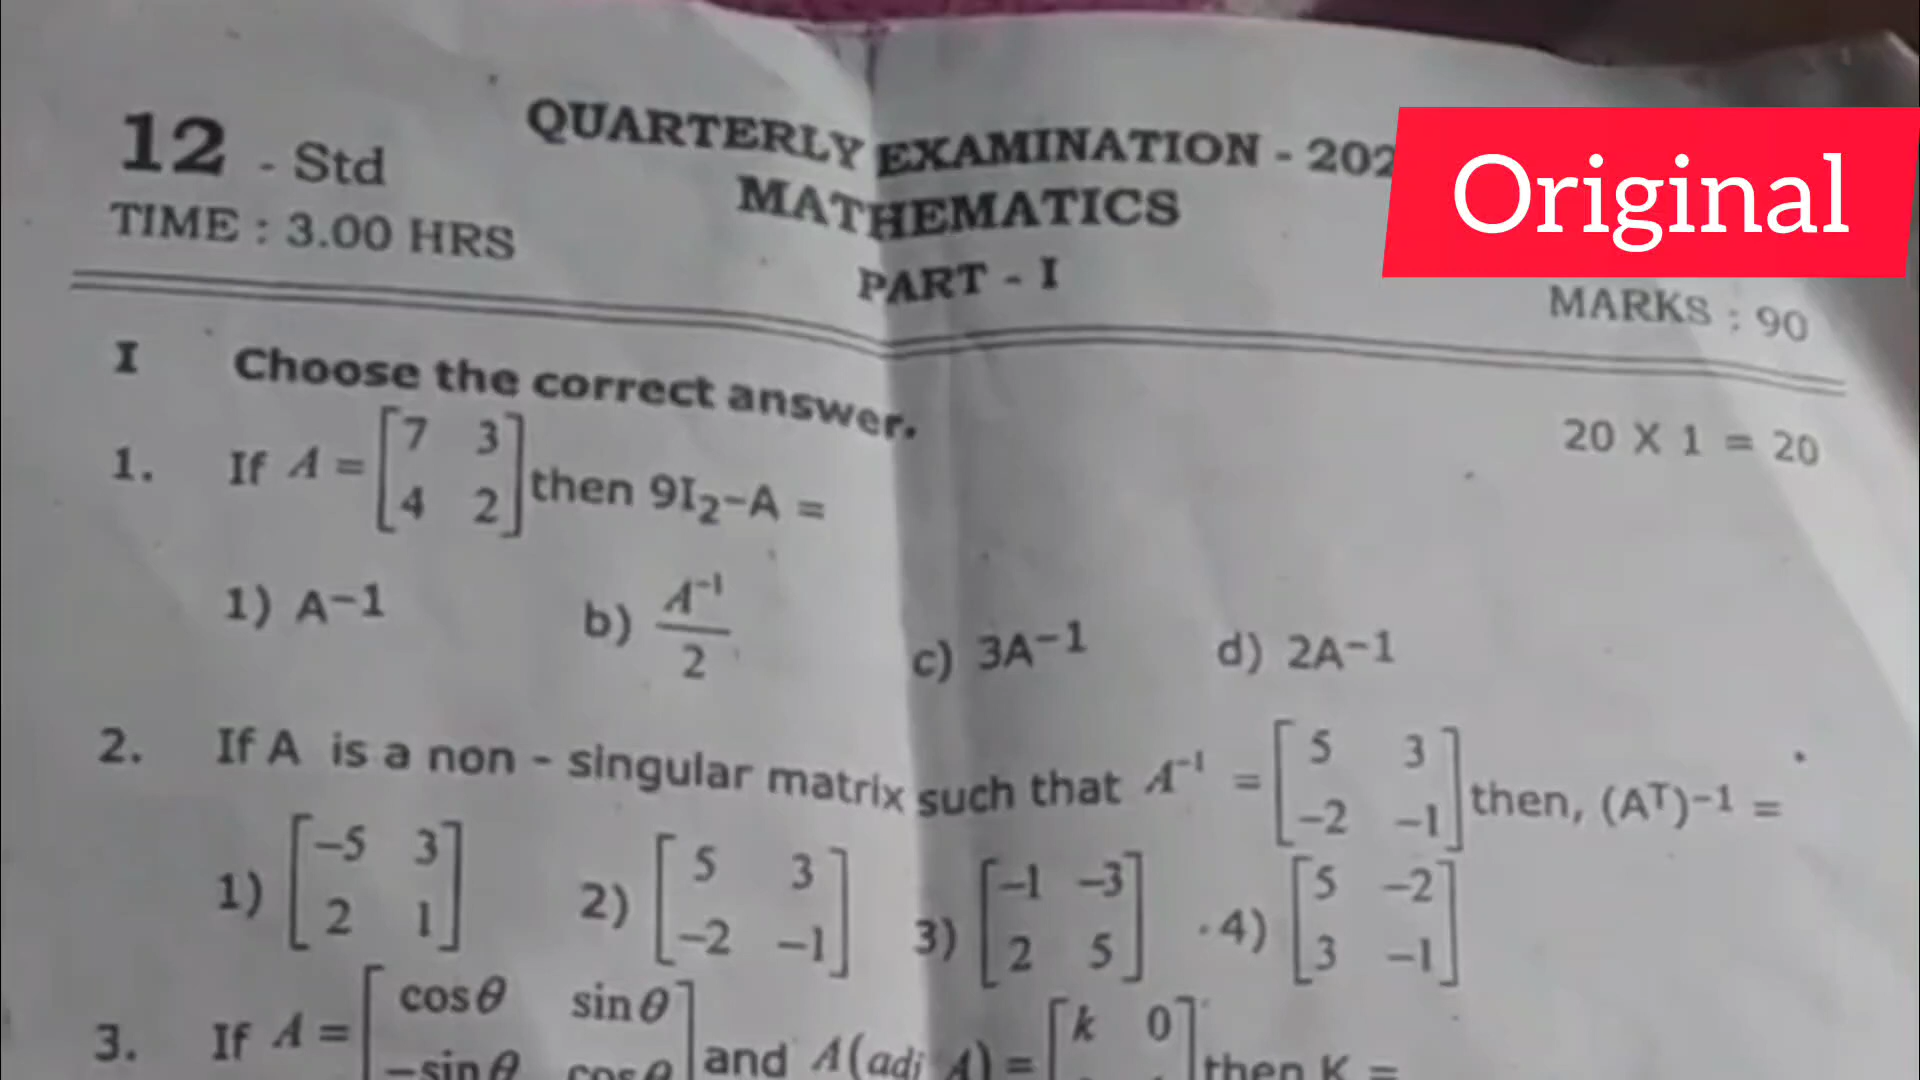 12 - Std
QUARTERLY EXAMINATION - 202
Original
MATHEMATICS
TIME : 3.00 HRS
PART - I
MARKS : 90
I Choose the correct answer.
20 X 1 = 20
1. If A = [7 3; 4 2] then 9I₂-A =
1) A⁻¹ b) A⁻¹/2 c) 3A⁻¹ d) 2A⁻¹
2. If A is a non - singular matrix such that A⁻¹ = [5 3; -2 -1] then, (Aᵀ)⁻¹ =
1) [-5 3; 2 1] 2) [5 3; -2 -1] 3) [-1 -3; 2 5] 4) [5 -2; 3 -1]
3. If A = [cosθ sinθ; -sinθ cosθ] and A(adj A) = [k 0 then K =